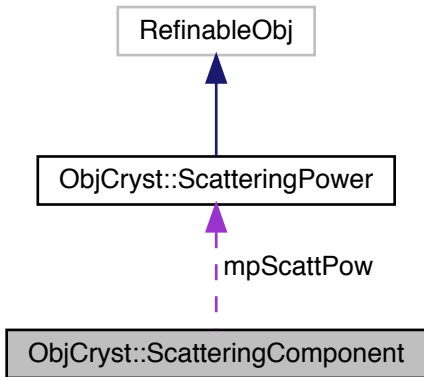 RefinableObj
ObjCryst::ScatteringPower
mpScattPow
ObjCryst::ScatteringComponent